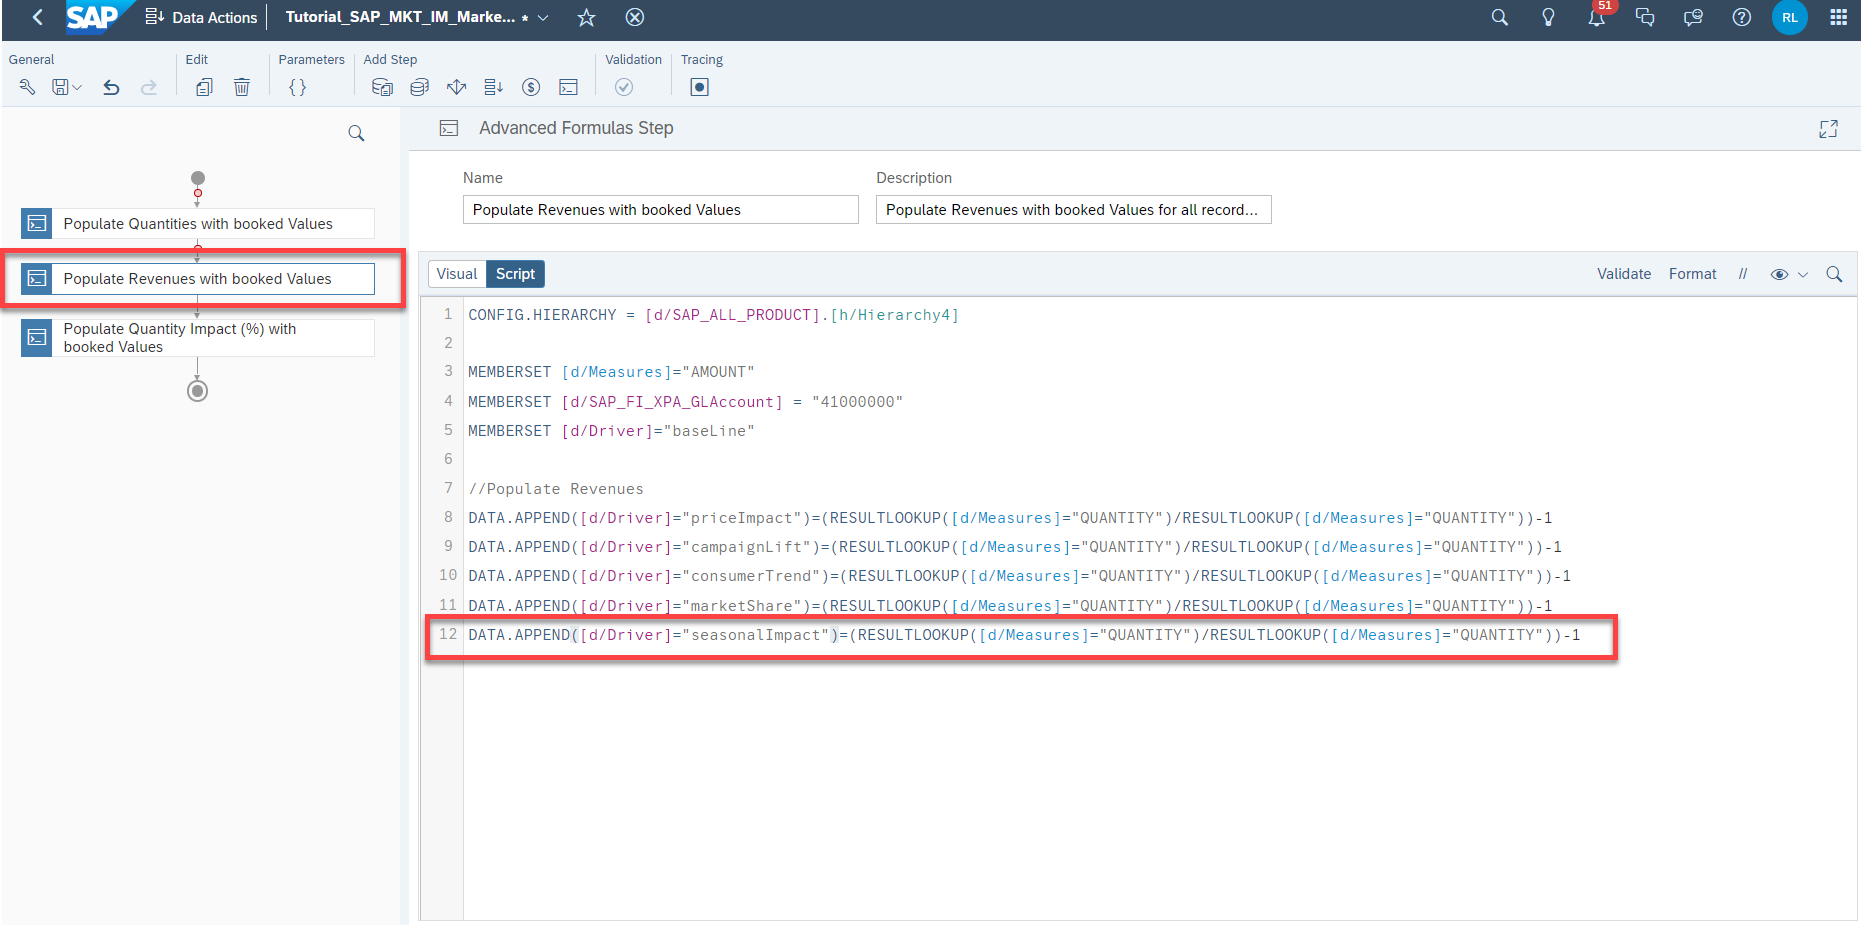 SAP Data Actions Tutorial_SAP_MKT_IM_Marke... * 51 RL
General Edit Parameters Add Step Validation Tracing
Advanced Formulas Step
Name Description
Populate Revenues with booked Values Populate Revenues with booked Values for all record...
Populate Quantities with booked Values
Populate Revenues with booked Values
Populate Quantity Impact (%) with
booked Values
Visual Script Validate Format //
1 CONFIG.HIERARCHY = [d/SAP_ALL_PRODUCT].[h/Hierarchy4]
2
3 MEMBERSET [d/Measures]="AMOUNT"
4 MEMBERSET [d/SAP_FI_XPA_GLAccount] = "41000000"
5 MEMBERSET [d/Driver]="baseLine"
6
7 //Populate Revenues
8 DATA.APPEND([d/Driver]="priceImpact")=(RESULTLOOKUP([d/Measures]="QUANTITY")/RESULTLOOKUP([d/Measures]="QUANTITY"))-1
9 DATA.APPEND([d/Driver]="campaignLift")=(RESULTLOOKUP([d/Measures]="QUANTITY")/RESULTLOOKUP([d/Measures]="QUANTITY"))-1
10 DATA.APPEND([d/Driver]="consumerTrend")=(RESULTLOOKUP([d/Measures]="QUANTITY")/RESULTLOOKUP([d/Measures]="QUANTITY"))-1
11 DATA.APPEND([d/Driver]="marketShare")=(RESULTLOOKUP([d/Measures]="QUANTITY")/RESULTLOOKUP([d/Measures]="QUANTITY"))-1
12 DATA.APPEND([d/Driver]="seasonalImpact")=(RESULTLOOKUP([d/Measures]="QUANTITY")/RESULTLOOKUP([d/Measures]="QUANTITY"))-1